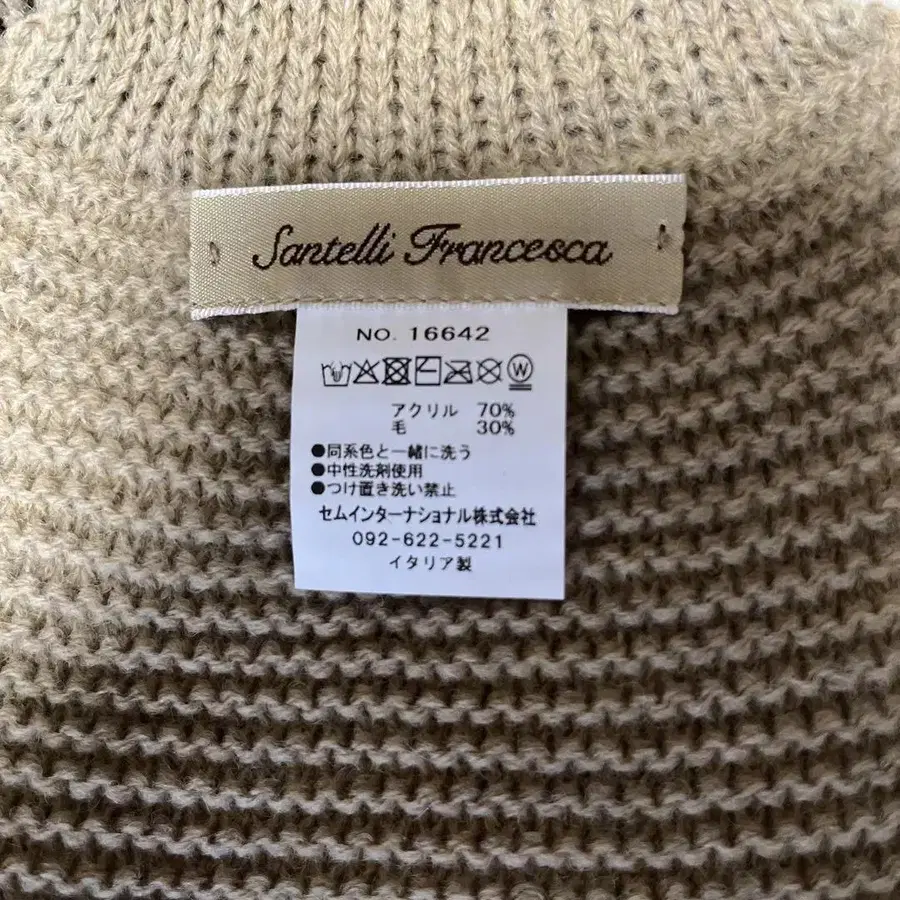 Santelli Francesca
NO. 16642
W
アクリル 70%
毛 30%
●同系色と一緒に洗う
●中性洗剤使用
●つけ置き洗い禁止
セムインターナショナル株式会社
092-622-5221
イタリア製